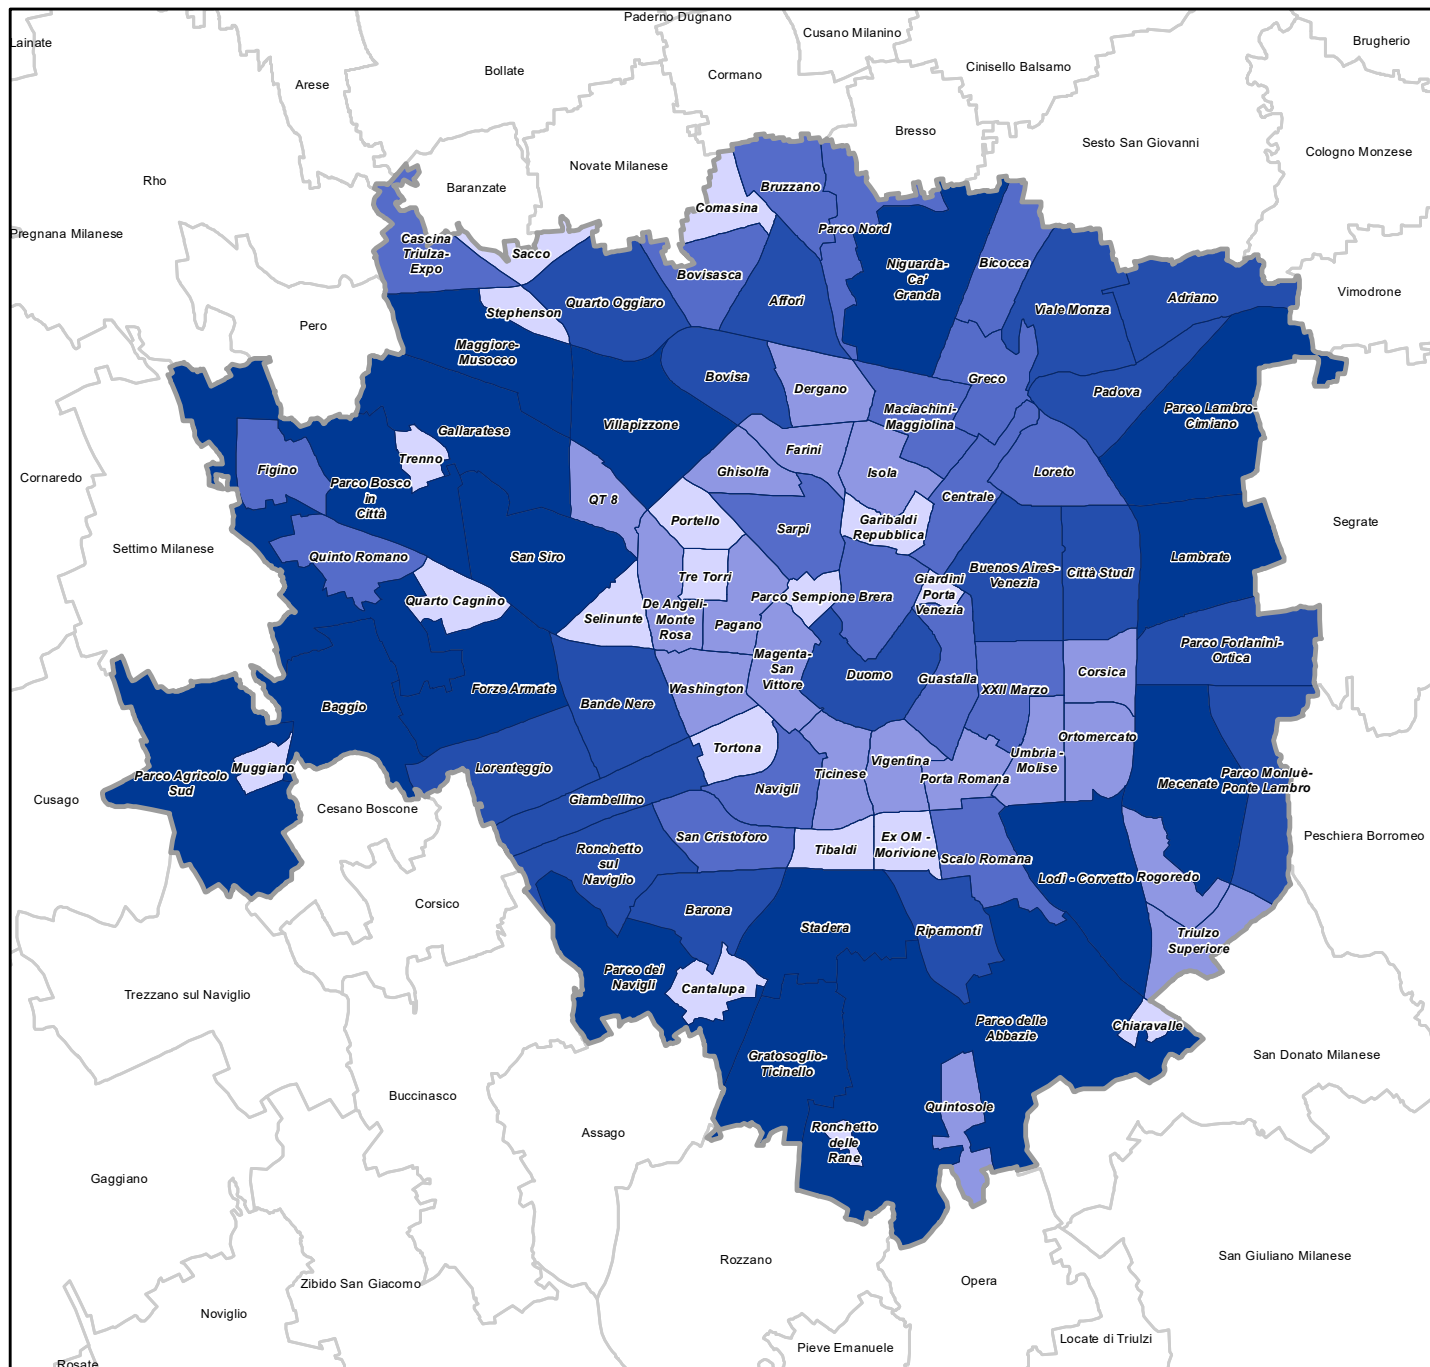 Paderno Dugnano
Cusano Milanino
Lainate
Brugherio
Bollate
Cormano
Cinisello Balsamo
Arese
Bresso
Sesto San Giovanni
Cologno Monzese
Novate Milanese
Rho
Baranzate
Bruzzano
Comasina
Parco Nord
Pregnana Milanese
Cascina
Triulza-
Expo
Sacco
Bovisasca
Niguarda-
Ca'
Granda
Bicocca
Vimodrone
Quarto Oggiaro
Affori
Viale Monza
Adriano
Stephenson
Pero
Maggiore-
Musocco
Bovisa
Dergano
Greco
Padova
Maciachini-
Maggiolina
Parco Lambro-
Cimiano
Villapizzone
Gallaratese
Trenno
Farini
Cornaredo
Figino
Parco Bosco
in
Città
Ghisolfa
Isola
Loreto
QT 8
Centrale
Portello
Sarpi
Garibaldi
Repubblica
Segrate
Settimo Milanese
Quinto Romano
San Siro
Lambrate
Buenos Aires-
Venezia
Città Studi
Tre Torri
Giardini
Porta
Venezia
Parco Sempione
Brera
Quarto Cagnino
Selinunte
De Angeli-
Monte
Rosa
Pagano
Parco Forlanini-
Ortica
Magenta-
San
Vittore
Duomo
Guastalla
XXII Marzo
Corsica
Washington
Forze Armate
Bande Nere
Baggio
Ortomercato
Tortona
Vigentina
Umbria -
Molise
Lorenteggio
Muggiano
Parco Agricolo
Sud
Ticinese
Porta Romana
Mecenate
Parco Monluè-
Ponte Lambro
Navigli
Cusago
Giambellino
Cesano Boscone
San Cristoforo
Tibaldi
Ex OM -
Morivione
Peschiera Borromeo
Ronchetto
sul
Naviglio
Scalo Romana
Lodi - Corvetto
Rogoredo
Corsico
Barona
Stadera
Ripamonti
Triulzo
Superiore
Parco dei
Navigli
Cantalupa
Trezzano sul Naviglio
Parco delle
Abbazie
Chiaravalle
Gratosoglio-
Ticinello
San Donato Milanese
Buccinasco
Quintosole
Assago
Ronchetto
delle
Rane
Gaggiano
Rozzano
San Giuliano Milanese
Opera
Zibido San Giacomo
Noviglio
Locate di Triulzi
Pieve Emanuele
Rosate